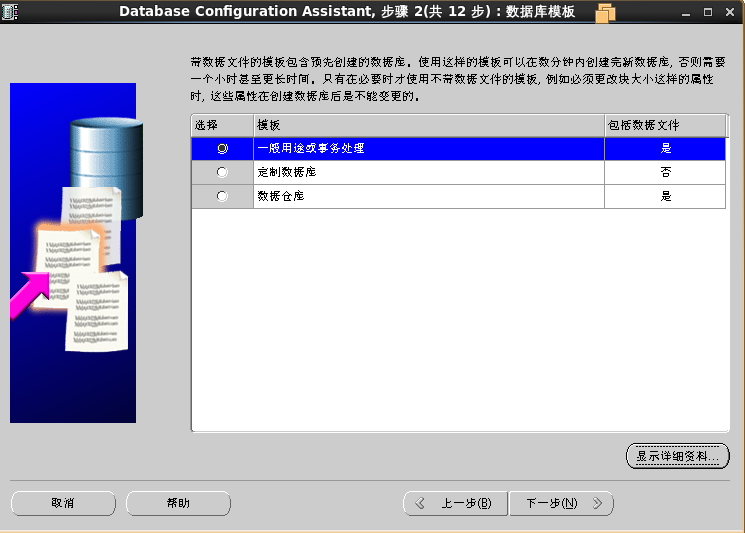 Database Configuration Assistant, 步骤 2(共 12 步) : 数据库模板
带数据文件的模板包含预先创建的数据库。使用这样的模板可以在数分钟内创建完新数据库, 否则需要
一个小时甚至更长时间。只有在必要时才使用不带数据文件的模板, 例如必须更改块大小这样的属性
时, 这些属性在创建数据库后是不能变更的。
选择 模板 包括数据文件
一般用途或事务处理 是
定制数据库 否
数据仓库 是
显示详细资料...
取消 帮助 上一步(B) 下一步(N)